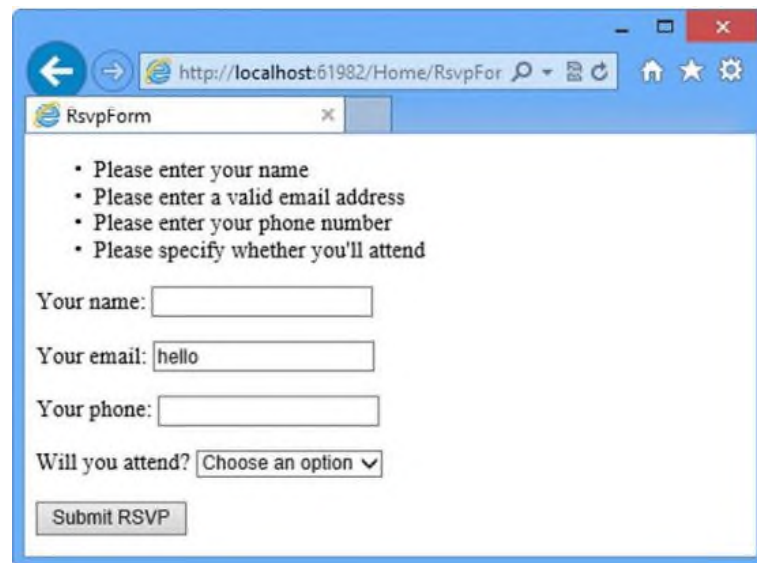 http://localhost:61982/Home/RsvpFor
RsvpForm
• Please enter your name
• Please enter a valid email address
• Please enter your phone number
• Please specify whether you'll attend
Your name:
Your email: hello
Your phone:
Will you attend? Choose an option
Submit RSVP